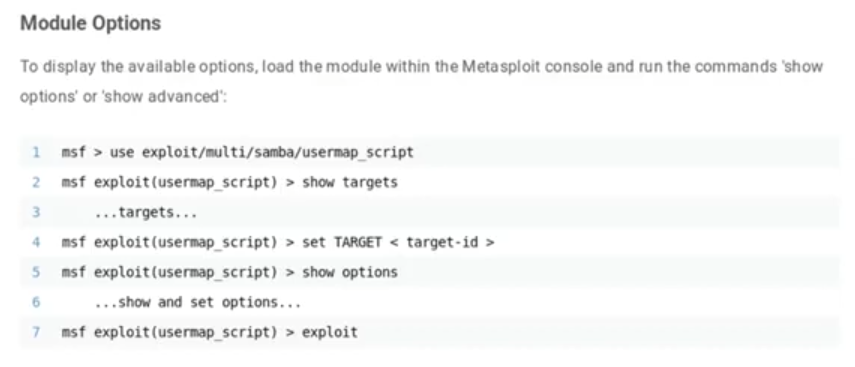 Module Options
To display the available options, load the module within the Metasploit console and run the commands 'show
options' or 'show advanced':
1 msf > use exploit/multi/samba/usermap_script
2 msf exploit(usermap_script) > show targets
3 ...targets...
4 msf exploit(usermap_script) > set TARGET < target-id >
5 msf exploit(usermap_script) > show options
6 ...show and set options...
7 msf exploit(usermap_script) > exploit